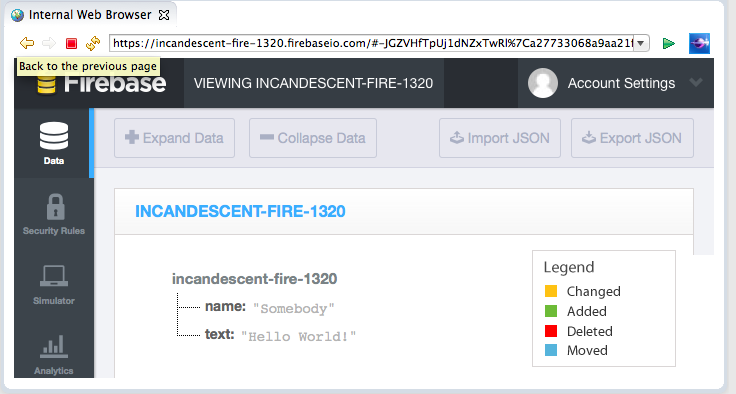 Internal Web Browser
https://incandescent-fire-1320.firebaseio.com/#-JGZVHfTpUj1dNZxTwRl%7Ca27733068a9aa21f
Back to the previous page
Firebase VIEWING INCANDESCENT-FIRE-1320 Account Settings
Expand Data Collapse Data Import JSON Export JSON
Data
INCANDESCENT-FIRE-1320
Security Rules
Legend
incandescent-fire-1320
Changed
name: "Somebody"
Added
Simulator
text: "Hello World!"
Deleted
Moved
Analytics